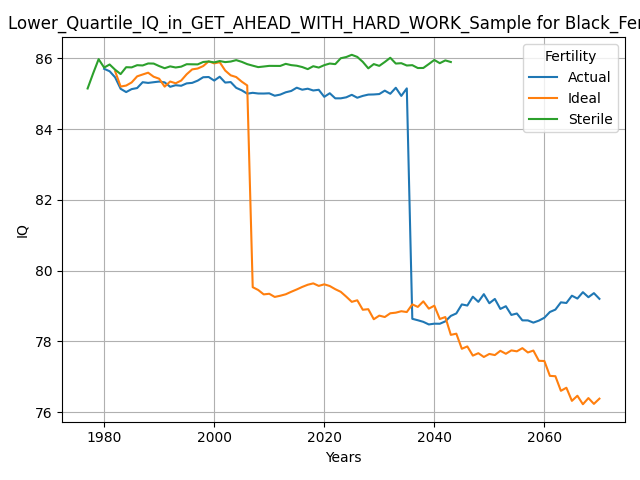 Lower_Quartile_IQ_in_GET_AHEAD_WITH_HARD_WORK_Sample for Black_Fer
Fertility
Actual
Ideal
Sterile
86
84
82
80
78
76
IQ
1980
2000
2020
2040
2060
Years